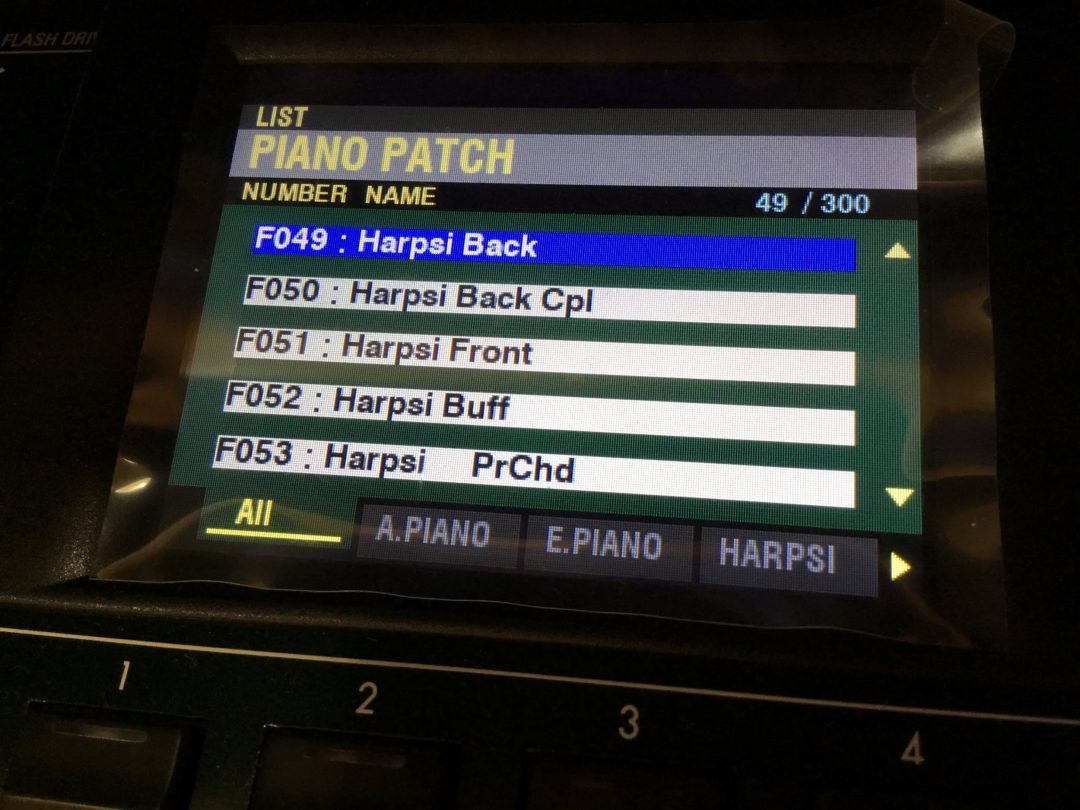 FLASH DRI
LIST
PIANO PATCH
NUMBER NAME 49 / 300
F049 : Harpsi Back
F050 : Harpsi Back Cpl
F051 : Harpsi Front
F052 : Harpsi Buff
F053 : Harpsi PrChd
All A.PIANO E.PIANO HARPSI
1 2 3 4